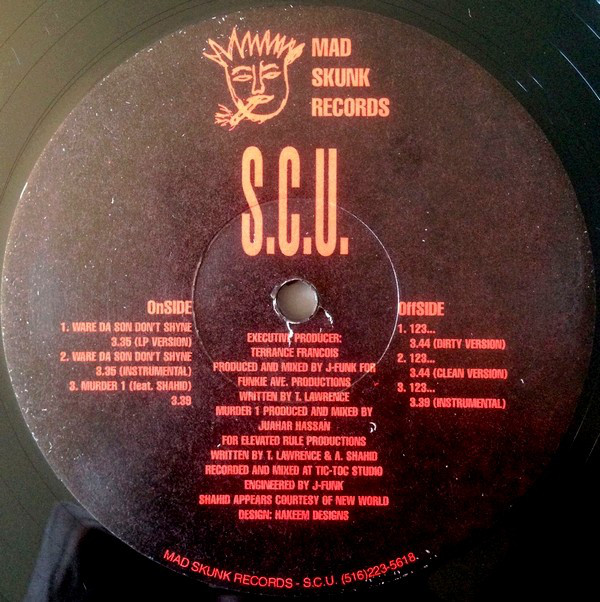 MAD
SKUNK
RECORDS
S.C.U.
OnSIDE
1. WARE DA SON DON'T SHYNE
3.35 (LP VERSION)
2. WARE DA SON DON'T SHYNE
3.35 (INSTRUMENTAL)
3. MURDER 1 (feat. SHAHID)
3.39
EXECUTIVE PRODUCER:
TERRANCE FRANCOIS
PRODUCED AND MIXED BY J-FUNK FOR
FUNKIE AVE. PRODUCTIONS
WRITTEN BY T. LAWRENCE
MURDER 1 PRODUCED AND MIXED BY
JUAHAR HASSAN
FOR ELEVATED RULE PRODUCTIONS
WRITTEN BY T. LAWRENCE & A. SHAHID
RECORDED AND MIXED AT TIC-TOC STUDIO
ENGINEERED BY J-FUNK
SHAHID APPEARS COURTESY OF NEW WORLD
DESIGN: HAKEEM DESIGNS
OffSIDE
1. 123...
3.44 (DIRTY VERSION)
2. 123...
3.44 (CLEAN VERSION)
3. 123...
3.39 (INSTRUMENTAL)
MAD SKUNK RECORDS - S.C.U. (516)223-5618.